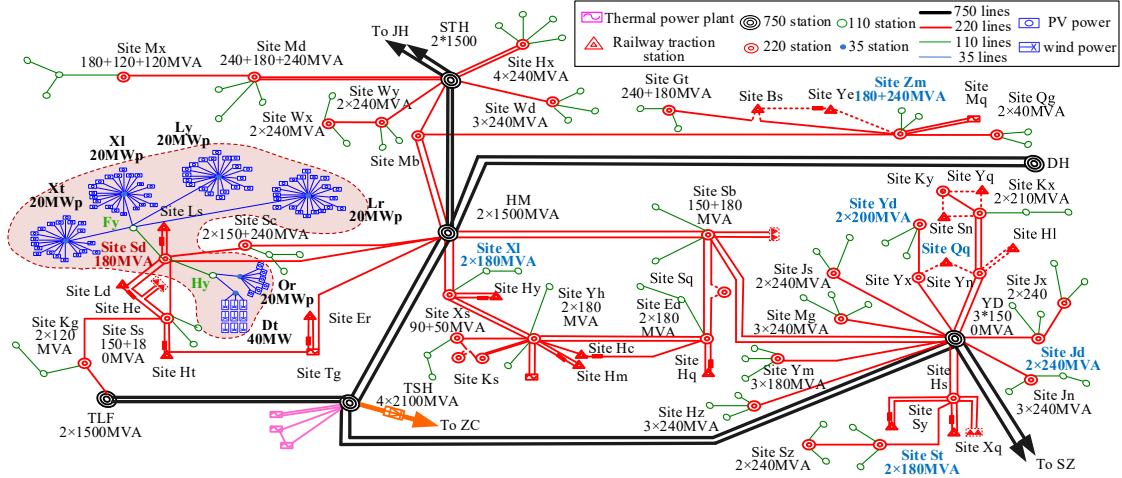 Thermal power plant
Railway traction
station
750 station
220 station
110 station
35 station
750 lines
220 lines
110 lines
35 lines
PV power
wind power
To JH
STH
2*1500
Site Mx
180+120+120MVA
Site Md
240+180+240MVA
Site Hx
4×240MVA
Site Wy
2×240MVA
Site Wx
2×240MVA
Site Wd
3×240MVA
Site Mb
Site Gt
240+180MVA
Site Bs
Site Ye
Site Zm
180+240MVA
Site
Mq
Site Qg
2×40MVA
DH
Ly
20MWp
Xl
20MWp
Xt
20MWp
Lr
20MWp
Fy
Site Ls
Site Sc
2×150+240MVA
Site Sd
180MVA
Hy
Or
20MWp
Dt
40MW
Site Ld
Site He
Site Kg
2×120
MVA
Site Ss
150+18
0MVA
Site Ht
Site Er
Site Tg
TLF
2×1500MVA
TSH
4×2100MVA
To ZC
HM
2×1500MVA
Site Xl
2×180MVA
Site Hy
Site Xs
90+50MVA
Site Ks
Site Yh
2×180
MVA
Site Hc
Site Hm
Site Ed
2×180
MVA
Site Sq
Site Sb
150+180
MVA
Site
Hq
Site Hz
3×240MVA
Site Ym
3×180MVA
Site Mg
3×240MVA
Site Js
2×240MVA
Site Yd
2×200MVA
Site
Ky
Site Yq
Site Kx
2×210MVA
Site Sn
Site Qq
Site Hl
Site Yx
Site Yn
YD
3*150
0MVA
Site Jx
2×240
Site Jd
2×240MVA
Site Jn
3×240MVA
Site
Hs
Site
Sy
Site Xq
Site Sz
2×240MVA
Site St
2×180MVA
To SZ